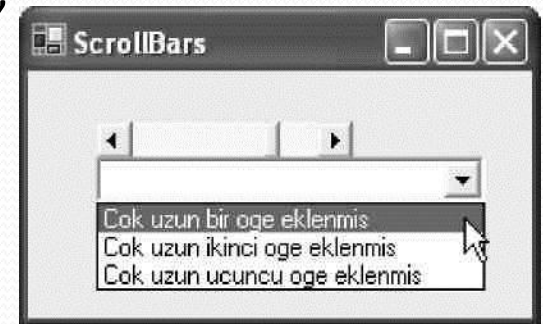 ScrollBars
Cok uzun bir oge eklenmis
Cok uzun ikinci oge eklenmis
Cok uzun ucuncu oge eklenmis